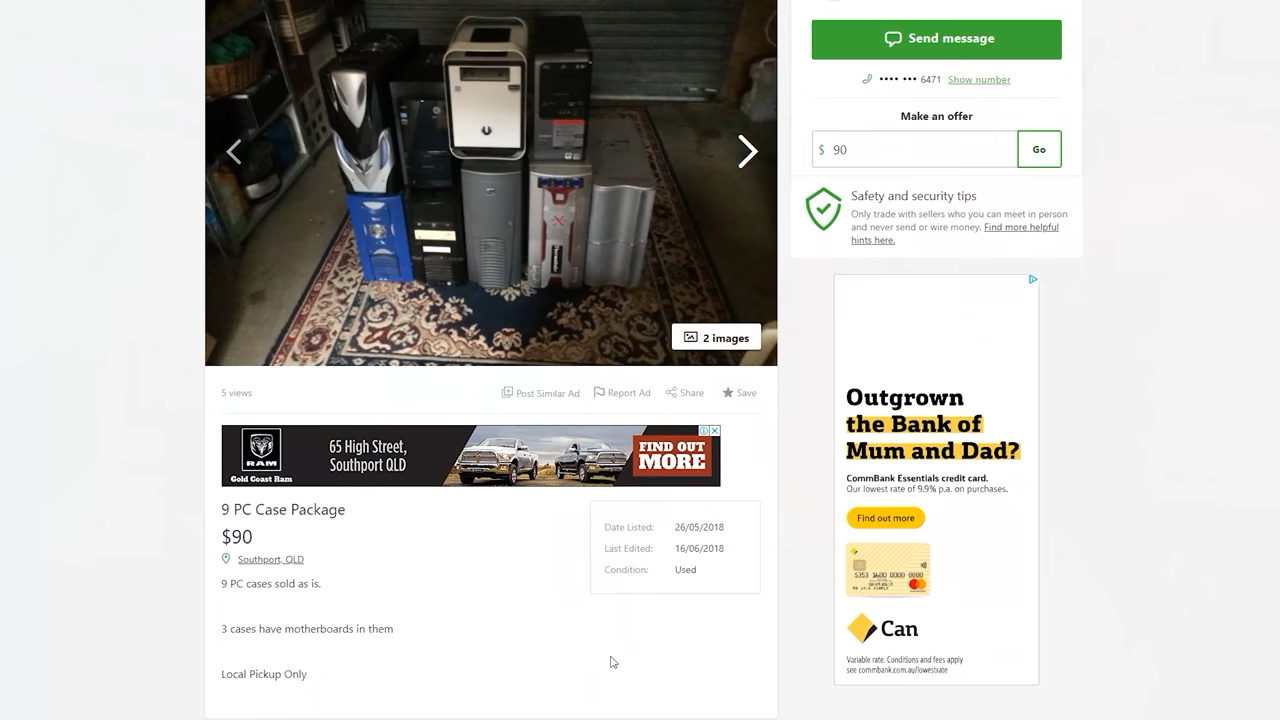 Send message
•••• ••• 6471 Show number
Make an offer
$ 90
Go
Safety and security tips
Only trade with sellers who you can meet in person
and never send or wire money. Find more helpful
hints here.
2 images
5 views
Post Similar Ad
Report Ad
Share
Save
RAM
Gold Coast Ram
65 High Street,
Southport QLD
FIND OUT
MORE
9 PC Case Package
$90
Southport, QLD
9 PC cases sold as is.
3 cases have motherboards in them
Local Pickup Only
Date Listed: 26/05/2018
Last Edited: 16/06/2018
Condition: Used
Outgrown
the Bank of
Mum and Dad?
CommBank Essentials credit card.
Our lowest rate of 9.9% p.a. on purchases.
Find out more
Can
Variable rate. Conditions and fees apply
see commbank.com.au/lowestrate